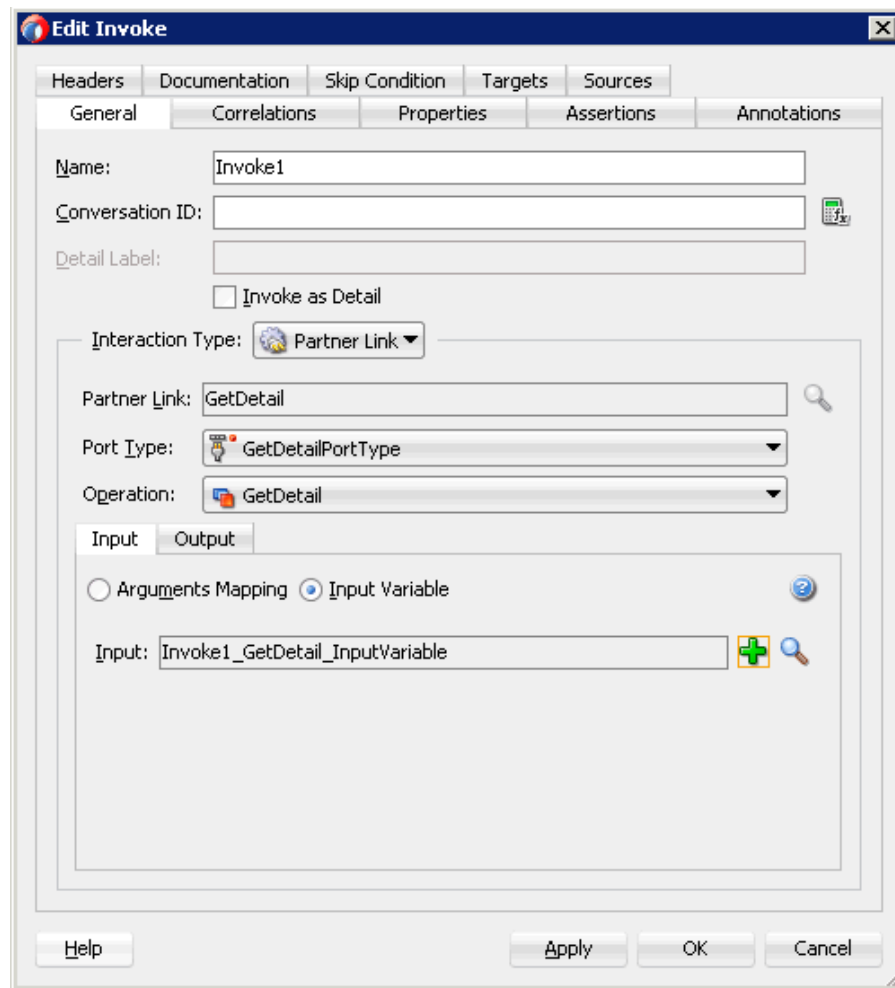 Edit Invoke
Headers Documentation Skip Condition Targets Sources
General Correlations Properties Assertions Annotations
Name: Invoke1
Conversation ID:
Detail Label:
Invoke as Detail
Interaction Type: Partner Link
Partner Link: GetDetail
Port Type: GetDetailPortType
Operation: GetDetail
Input Output
Arguments Mapping Input Variable
Input: Invoke1_GetDetail_InputVariable
Help Apply OK Cancel